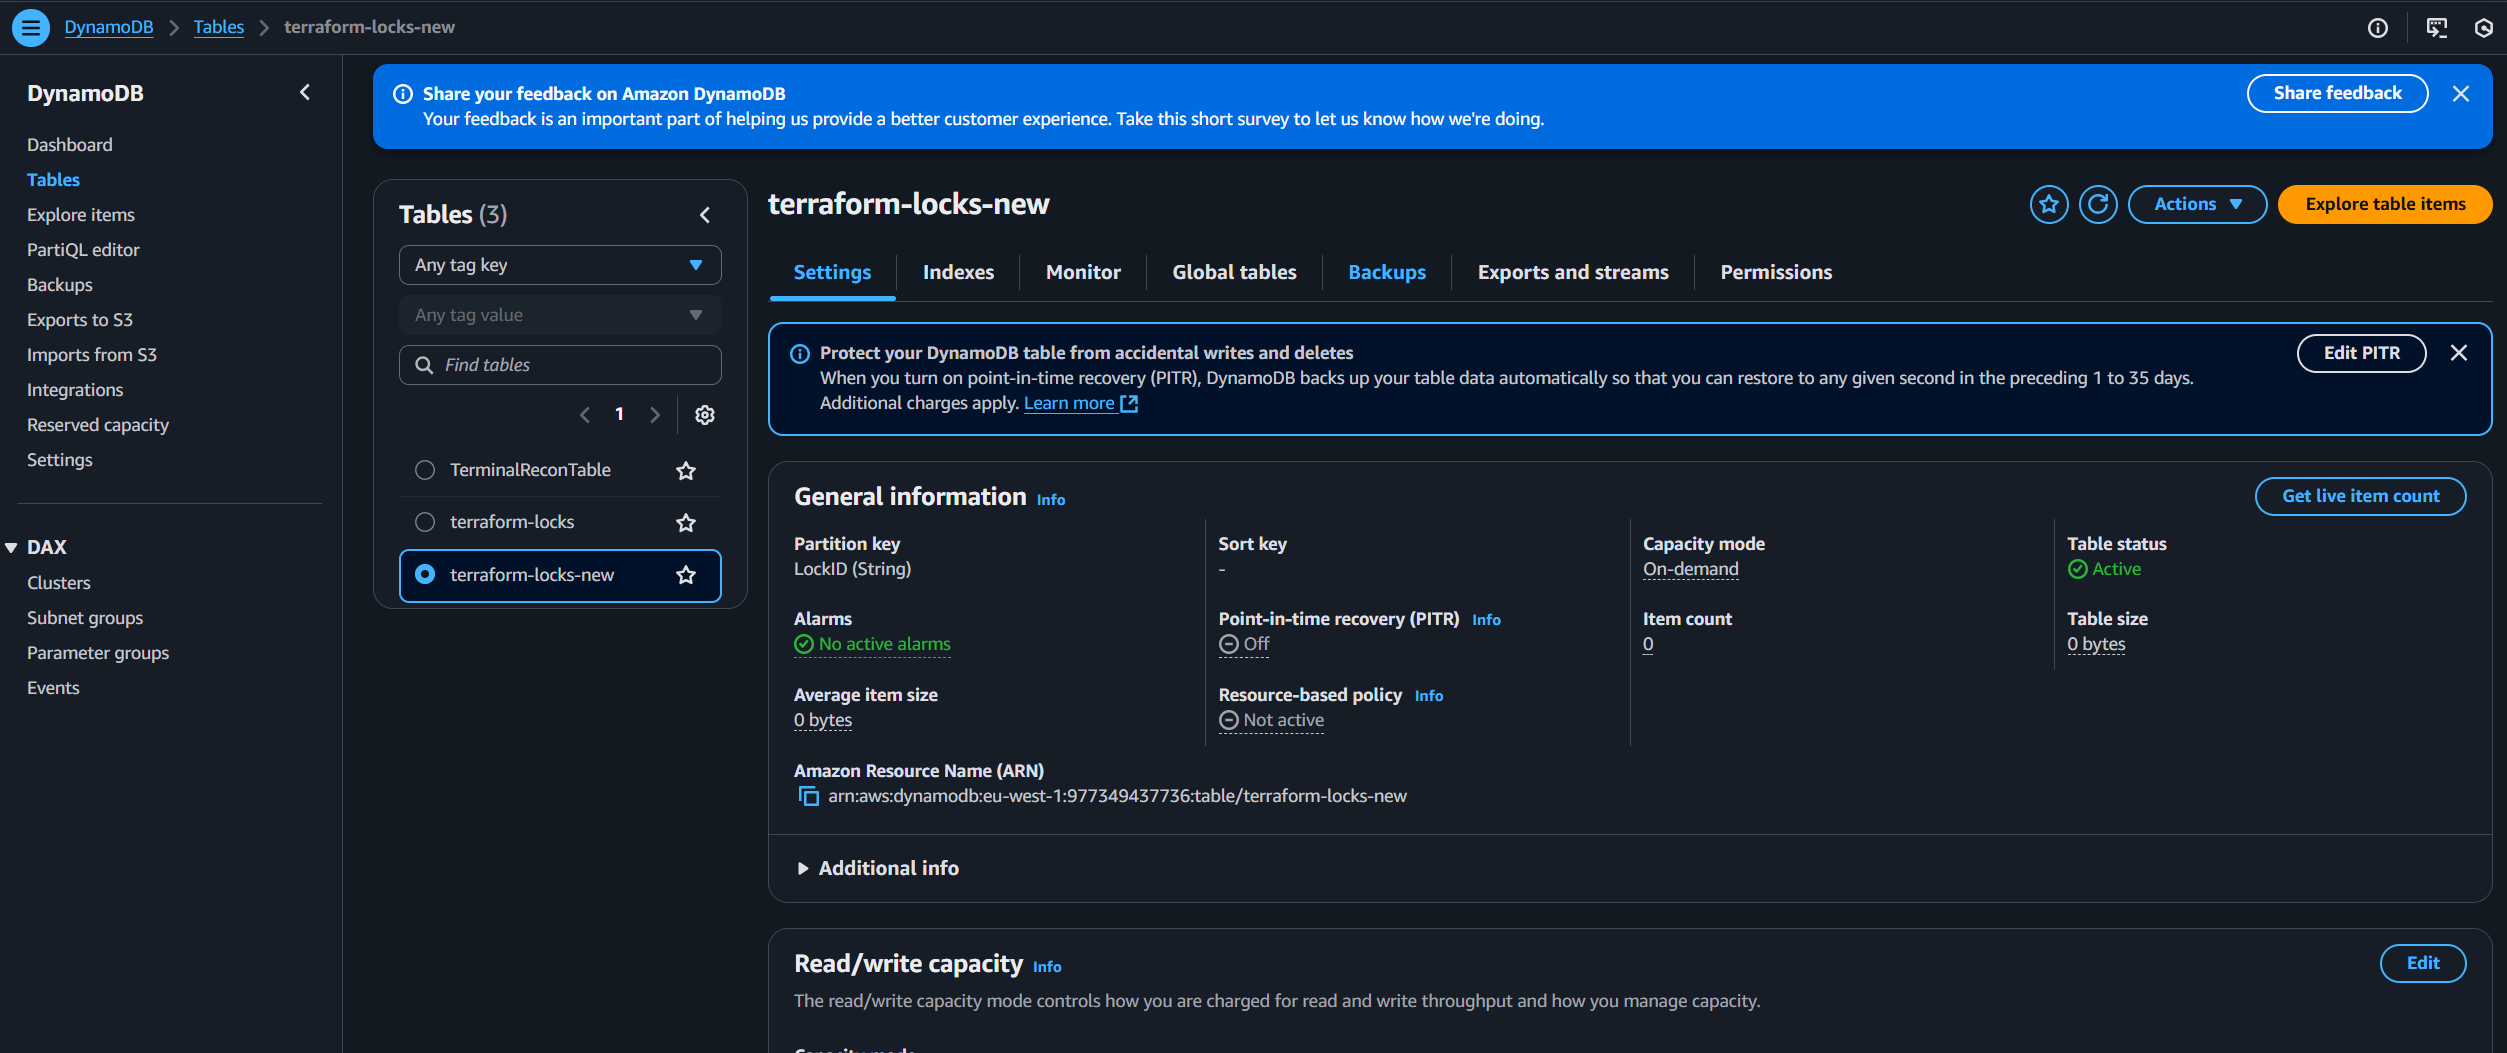 DynamoDB > Tables > terraform-locks-new
DynamoDB
Dashboard
Tables
Explore items
PartiQL editor
Backups
Exports to S3
Imports from S3
Integrations
Reserved capacity
Settings
DAX
Clusters
Subnet groups
Parameter groups
Events
Share your feedback on Amazon DynamoDB
Your feedback is an important part of helping us provide a better customer experience. Take this short survey to let us know how we're doing.
Share feedback
Tables (3)
Any tag key
Any tag value
Find tables
1
TerminalReconTable
terraform-locks
terraform-locks-new
terraform-locks-new
Actions
Explore table items
Settings
Indexes
Monitor
Global tables
Backups
Exports and streams
Permissions
Protect your DynamoDB table from accidental writes and deletes
When you turn on point-in-time recovery (PITR), DynamoDB backs up your table data automatically so that you can restore to any given second in the preceding 1 to 35 days.
Additional charges apply. Learn more
Edit PITR
General information Info
Get live item count
Partition key
LockID (String)
Sort key
-
Capacity mode
On-demand
Table status
Active
Alarms
No active alarms
Point-in-time recovery (PITR) Info
Off
Item count
0
Table size
0 bytes
Average item size
0 bytes
Resource-based policy Info
Not active
Amazon Resource Name (ARN)
arn:aws:dynamodb:eu-west-1:977349437736:table/terraform-locks-new
Additional info
Read/write capacity Info
Edit
The read/write capacity mode controls how you are charged for read and write throughput and how you manage capacity.
Capacity mode